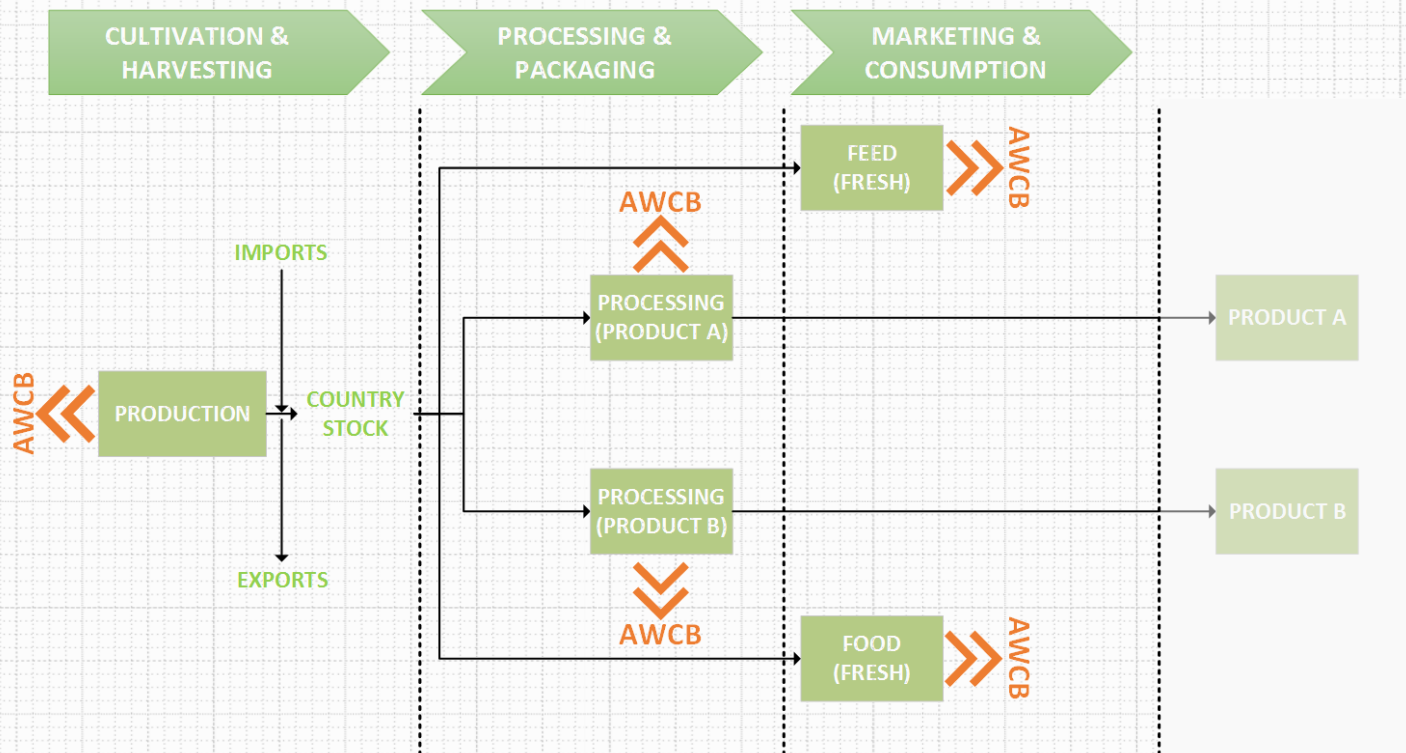 CULTIVATION &
HARVESTING
PROCESSING &
PACKAGING
MARKETING &
CONSUMPTION
FEED
(FRESH)
AWCB
AWCB
IMPORTS
PROCESSING
(PRODUCT A)
PRODUCT A
AWCB
PRODUCTION
COUNTRY
STOCK
PROCESSING
(PRODUCT B)
PRODUCT B
EXPORTS
AWCB
FOOD
(FRESH)
AWCB